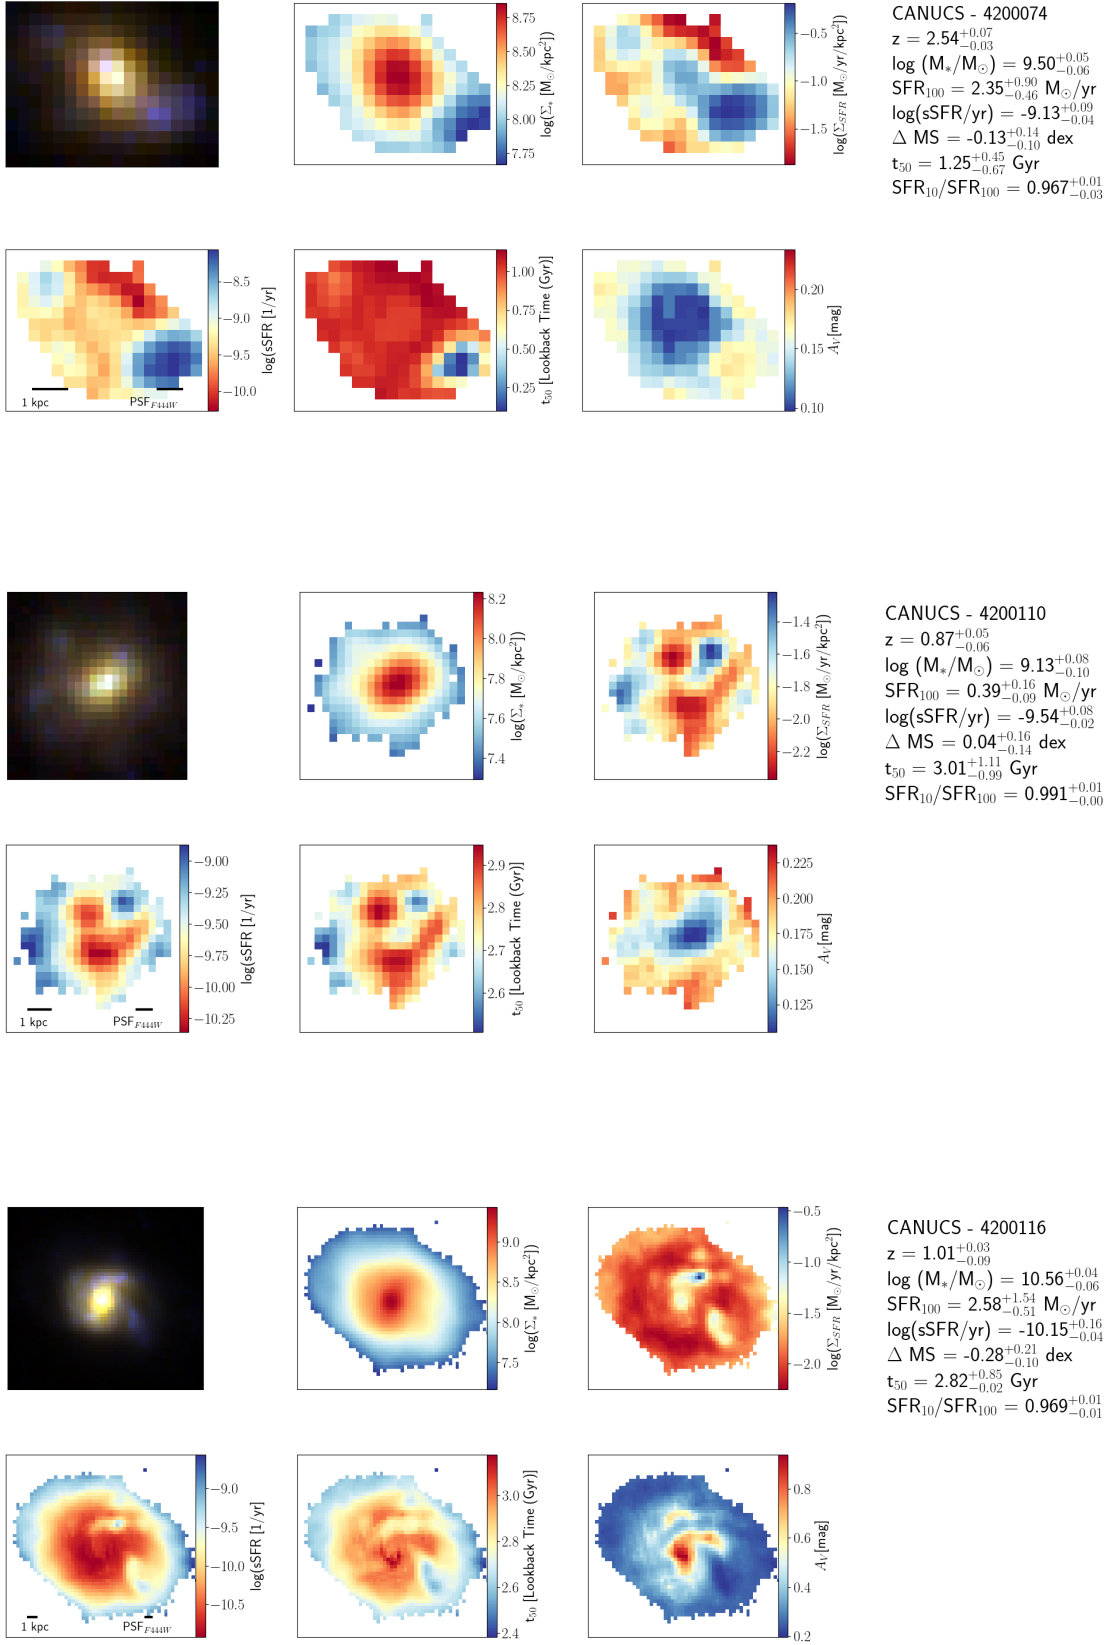 8.75
8.50
8.25
8.00
7.75
log(Σ* [M⊙/kpc²])
−0.5
−1.0
−1.5
log(Σ_SFR [M⊙/yr/kpc²])
CANUCS - 4200074
z = 2.54^{+0.07}_{−0.03}
log (M*/M⊙) = 9.50^{+0.05}_{−0.06}
SFR₁₀₀ = 2.35^{+0.90}_{−0.46} M⊙/yr
log(sSFR/yr) = -9.13^{+0.09}_{−0.04}
Δ MS = -0.13^{+0.14}_{−0.10} dex
t₅₀ = 1.25^{+0.45}_{−0.67} Gyr
SFR₁₀/SFR₁₀₀ = 0.967^{+0.01}_{−0.03}
−8.5
−9.0
−9.5
−10.0
log(sSFR [1/yr]
1 kpc
PSF_{F444W}
1.00
0.75
0.50
0.25
t₅₀ [Lookback Time (Gyr)]
0.20
0.15
0.10
A_V[mag]
8.2
8.0
7.8
7.6
7.4
log(Σ* [M⊙/kpc²])
−1.4
−1.6
−1.8
−2.0
−2.2
log(Σ_SFR [M⊙/yr/kpc²])
CANUCS - 4200110
z = 0.87^{+0.05}_{−0.06}
log (M*/M⊙) = 9.13^{+0.08}_{−0.10}
SFR₁₀₀ = 0.39^{+0.16}_{−0.09} M⊙/yr
log(sSFR/yr) = -9.54^{+0.08}_{−0.02}
Δ MS = 0.04^{+0.16}_{−0.14} dex
t₅₀ = 3.01^{+1.11}_{−0.99} Gyr
SFR₁₀/SFR₁₀₀ = 0.991^{+0.01}_{−0.00}
−9.00
−9.25
−9.50
−9.75
−10.00
−10.25
log(sSFR [1/yr]
1 kpc
PSF_{F444W}
2.9
2.8
2.7
2.6
t₅₀ [Lookback Time (Gyr)]
0.225
0.200
0.175
0.150
0.125
A_V[mag]
9.0
8.5
8.0
7.5
log(Σ* [M⊙/kpc²])
−0.5
−1.0
−1.5
−2.0
log(Σ_SFR [M⊙/yr/kpc²])
CANUCS - 4200116
z = 1.01^{+0.03}_{−0.09}
log (M*/M⊙) = 10.56^{+0.04}_{−0.06}
SFR₁₀₀ = 2.58^{+1.54}_{−0.51} M⊙/yr
log(sSFR/yr) = -10.15^{+0.16}_{−0.04}
Δ MS = -0.28^{+0.21}_{−0.10} dex
t₅₀ = 2.82^{+0.85}_{−0.02} Gyr
SFR₁₀/SFR₁₀₀ = 0.969^{+0.01}_{−0.01}
−9.0
−9.5
−10.0
−10.5
log(sSFR [1/yr]
1 kpc
PSF_{F444W}
3.0
2.8
2.6
2.4
t₅₀ [Lookback Time (Gyr)]
0.8
0.6
0.4
0.2
A_V[mag]